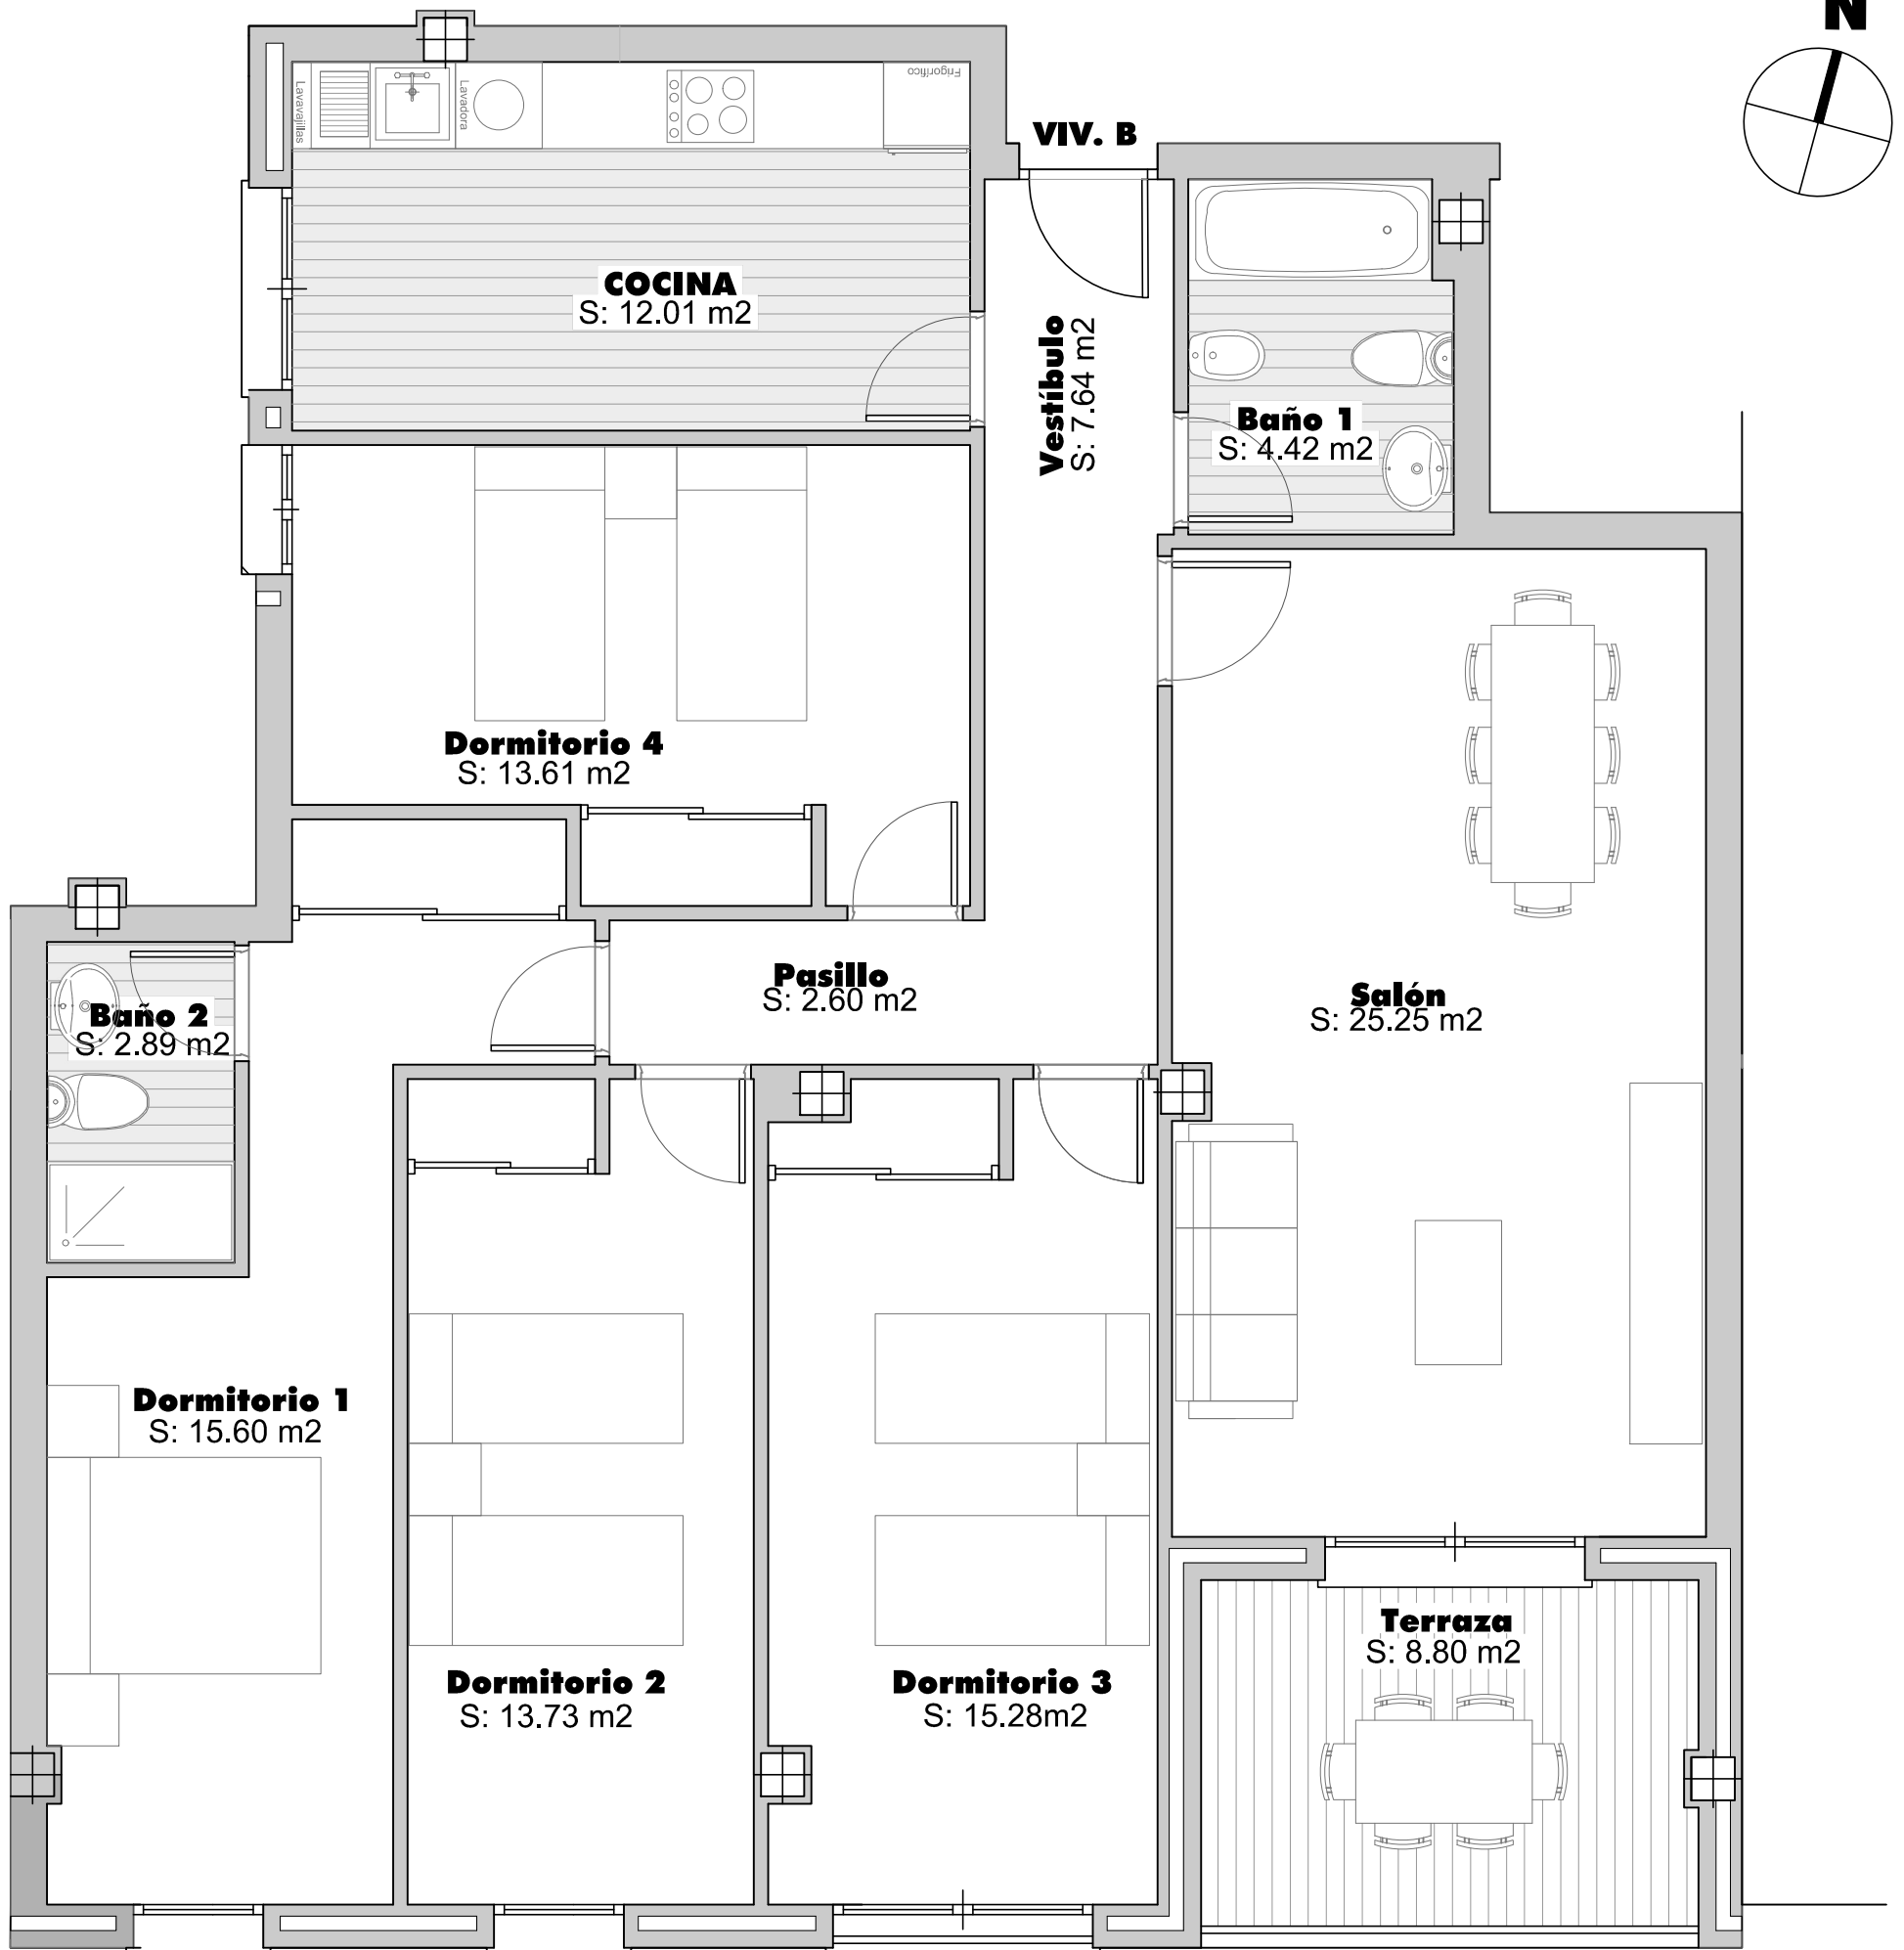 N
Lavavajillas
Lavadora
Frigorífico
VIV. B
COCINA
S: 12.01 m2
Vestíbulo
S: 7.64 m2
Baño 1
S: 4.42 m2
Dormitorio 4
S: 13.61 m2
Pasillo
S: 2.60 m2
Salón
S: 25.25 m2
Baño 2
S: 2.89 m2
Dormitorio 1
S: 15.60 m2
Dormitorio 2
S: 13.73 m2
Dormitorio 3
S: 15.28m2
Terraza
S: 8.80 m2